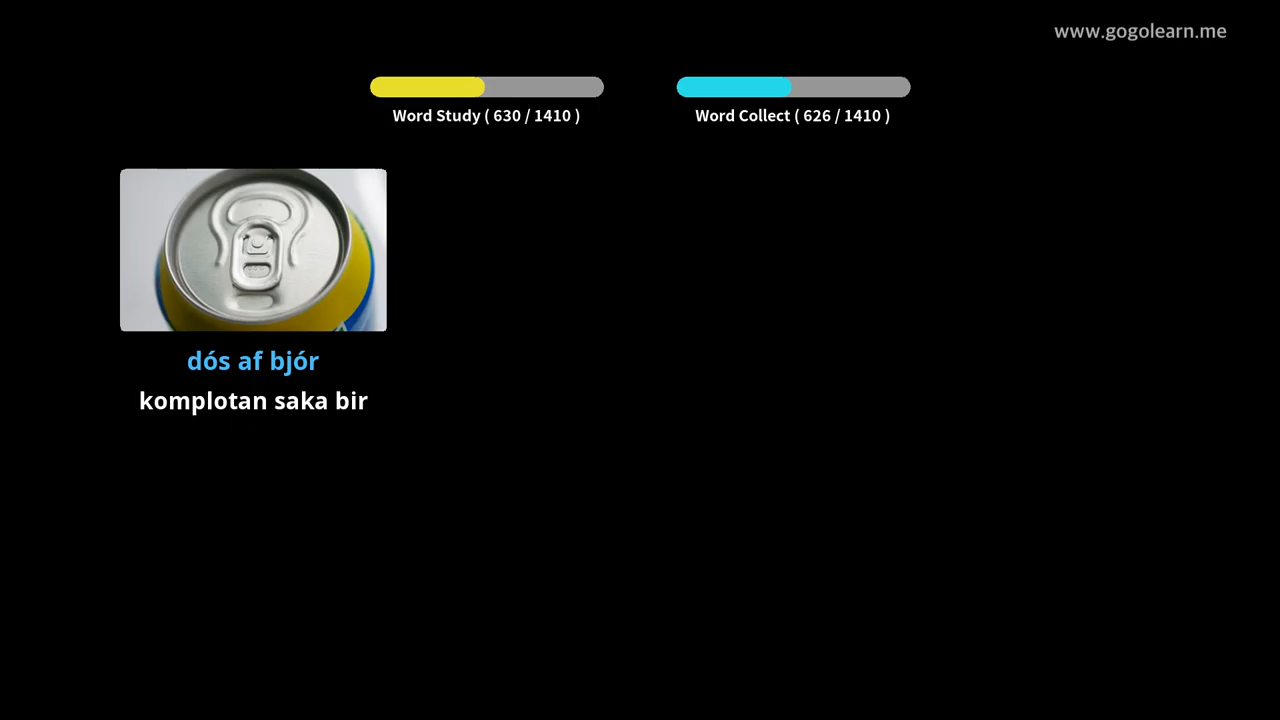 www.gogolearn.me
Word Study ( 630 / 1410 )
Word Collect ( 626 / 1410 )
dós af bjór
komplotan saka bir